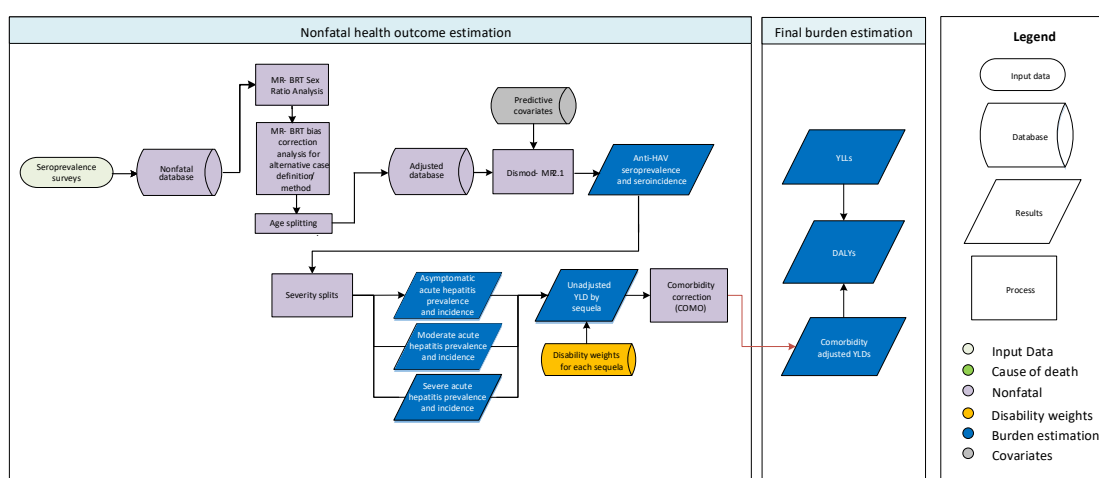 Nonfatal health outcome estimation
Final burden estimation
Legend
Seroprevalence
surveys
Nonfatal
database
MR- BRT Sex
Ratio Analysis
MR- BRT bias
correction
analysis for
alternative case
definition/
method
Age splitting
Adjusted
database
Predictive
covariates
Dismod- MR2.1
Anti-HAV
seroprevalence
and seroincidence
Severity splits
Asymptomatic
acute hepatitis
prevalence
and incidence
Moderate acute
hepatitis prevalence
and incidence
Severe acute
hepatitis prevalence
and incidence
Unadjusted
YLD by
sequela
Disability weights
for each sequela
Comorbidity
correction
(COMO)
YLLs
DALYs
Comorbidity
adjusted YLDs
Input data
Database
Results
Process
Input Data
Cause of death
Nonfatal
Disability weights
Burden estimation
Covariates